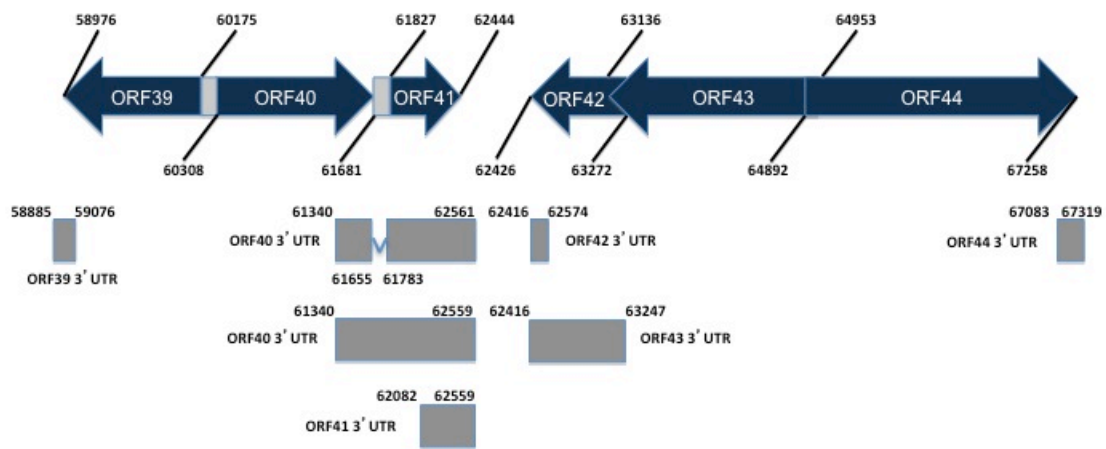 58976 60175 61827 62444 63136 64953
ORF39 ORF40 ORF41 ORF42 ORF43 ORF44
60308 61681 62426 63272 64892 67258
58885 59076 61340 62561 62416 62574 67083 67319
ORF40 3’ UTR ORF42 3’ UTR ORF44 3’ UTR
ORF39 3’ UTR 61655 61783
61340 62559 62416 63247
ORF40 3’ UTR ORF43 3’ UTR
62082 62559
ORF41 3’ UTR